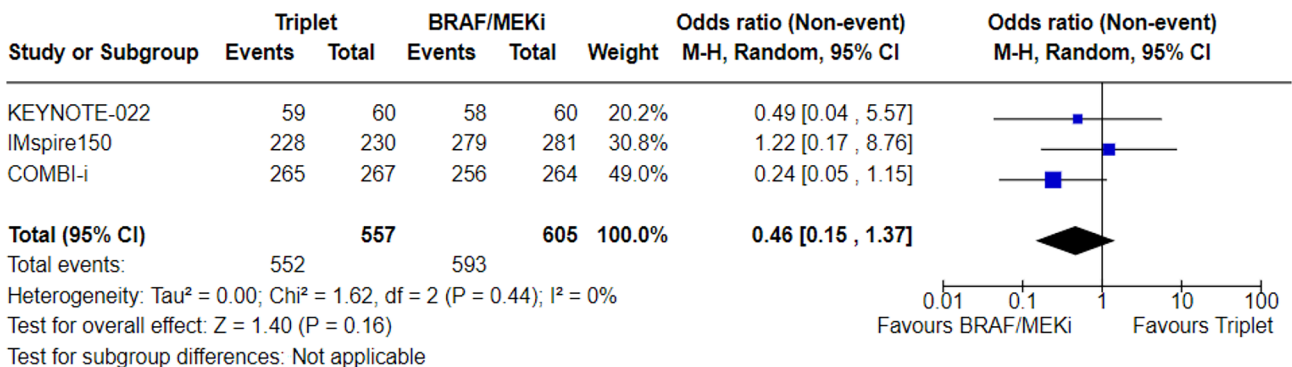 Triplet BRAF/MEKi Odds ratio (Non-event) Odds ratio (Non-event)
Study or Subgroup Events Total Events Total Weight M-H, Random, 95% CI M-H, Random, 95% CI
KEYNOTE-022 59 60 58 60 20.2% 0.49 [0.04 , 5.57]
IMspire150 228 230 279 281 30.8% 1.22 [0.17 , 8.76]
COMBI-i 265 267 256 264 49.0% 0.24 [0.05 , 1.15]
Total (95% CI) 557 605 100.0% 0.46 [0.15 , 1.37]
Total events: 552 593
Heterogeneity: Tau² = 0.00; Chi² = 1.62, df = 2 (P = 0.44); I² = 0%
0.01 0.1 1 10 100
Test for overall effect: Z = 1.40 (P = 0.16) Favours BRAF/MEKi Favours Triplet
Test for subgroup differences: Not applicable